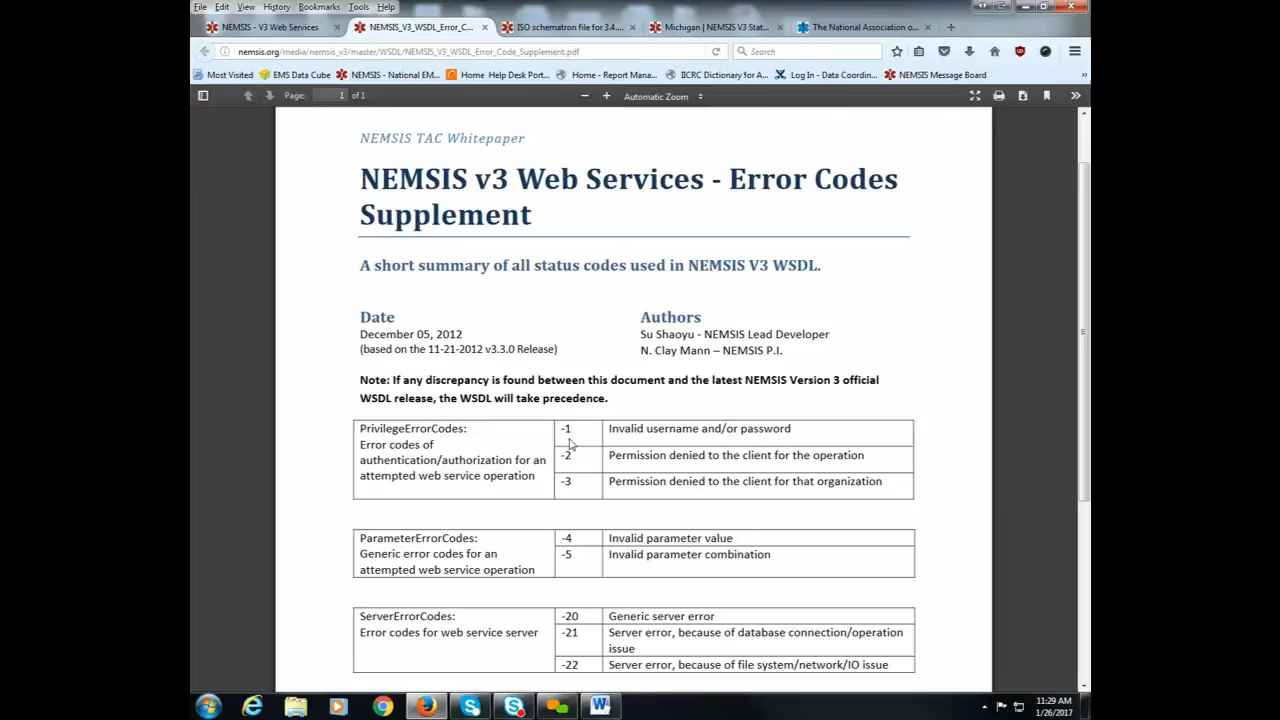 File Edit View History Bookmarks Tools Help
NEMSIS - V3 Web Services
NEMSIS_V3_WSDL_Error_C...
ISO schematron file for 3.4....
Michigan | NEMSIS V3 Stat...
The National Association o...
nemsis.org/media/nemsis_v3/master/WSDL/NEMSIS_V3_WSDL_Error_Code_Supplement.pdf
Search
Most Visited
EMS Data Cube
NEMSIS - National EM...
Home Help Desk Port...
Home - Report Mana...
IICRC Dictionary for A...
Log In - Data Coordin...
NEMSIS Message Board
Page: 1 of 1
Automatic Zoom
NEMSIS TAC Whitepaper
NEMSIS v3 Web Services - Error Codes
Supplement
A short summary of all status codes used in NEMSIS V3 WSDL.
Date
December 05, 2012
(based on the 11-21-2012 v3.3.0 Release)
Authors
Su Shaoyu - NEMSIS Lead Developer
N. Clay Mann – NEMSIS P.I.
Note: If any discrepancy is found between this document and the latest NEMSIS Version 3 official
WSDL release, the WSDL will take precedence.
PrivilegeErrorCodes:
Error codes of
authentication/authorization for an
attempted web service operation
-1 Invalid username and/or password
-2 Permission denied to the client for the operation
-3 Permission denied to the client for that organization
ParameterErrorCodes:
Generic error codes for an
attempted web service operation
-4 Invalid parameter value
-5 Invalid parameter combination
ServerErrorCodes:
Error codes for web service server
-20 Generic server error
-21 Server error, because of database connection/operation
issue
-22 Server error, because of file system/network/IO issue
11:29 AM
1/26/2017